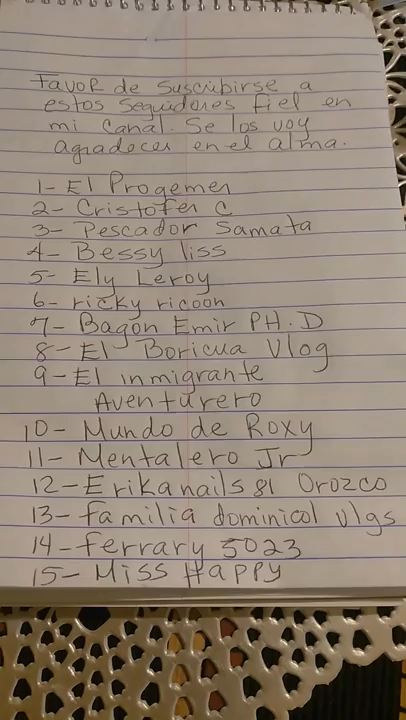 Favor de Suscribirse a
estos Seguidores fiel en
mi Canal. Se los voy
agradecer en el alma.
1- El Progemer
2- Cristofer C
3- Pescador Samata
4- Bessy liss
5- Ely Leroy
6- ricky ricoon
7- Bagon Emir PH.D
8- El Boricua Vlog
9- El inmigrante
Aventurero
10- Mundo de Roxy
11- Mentalero Jr
12- Erikanails 81 Orozco
13- familia dominicol vlgs
14- ferrary 5023
15- Miss Happy